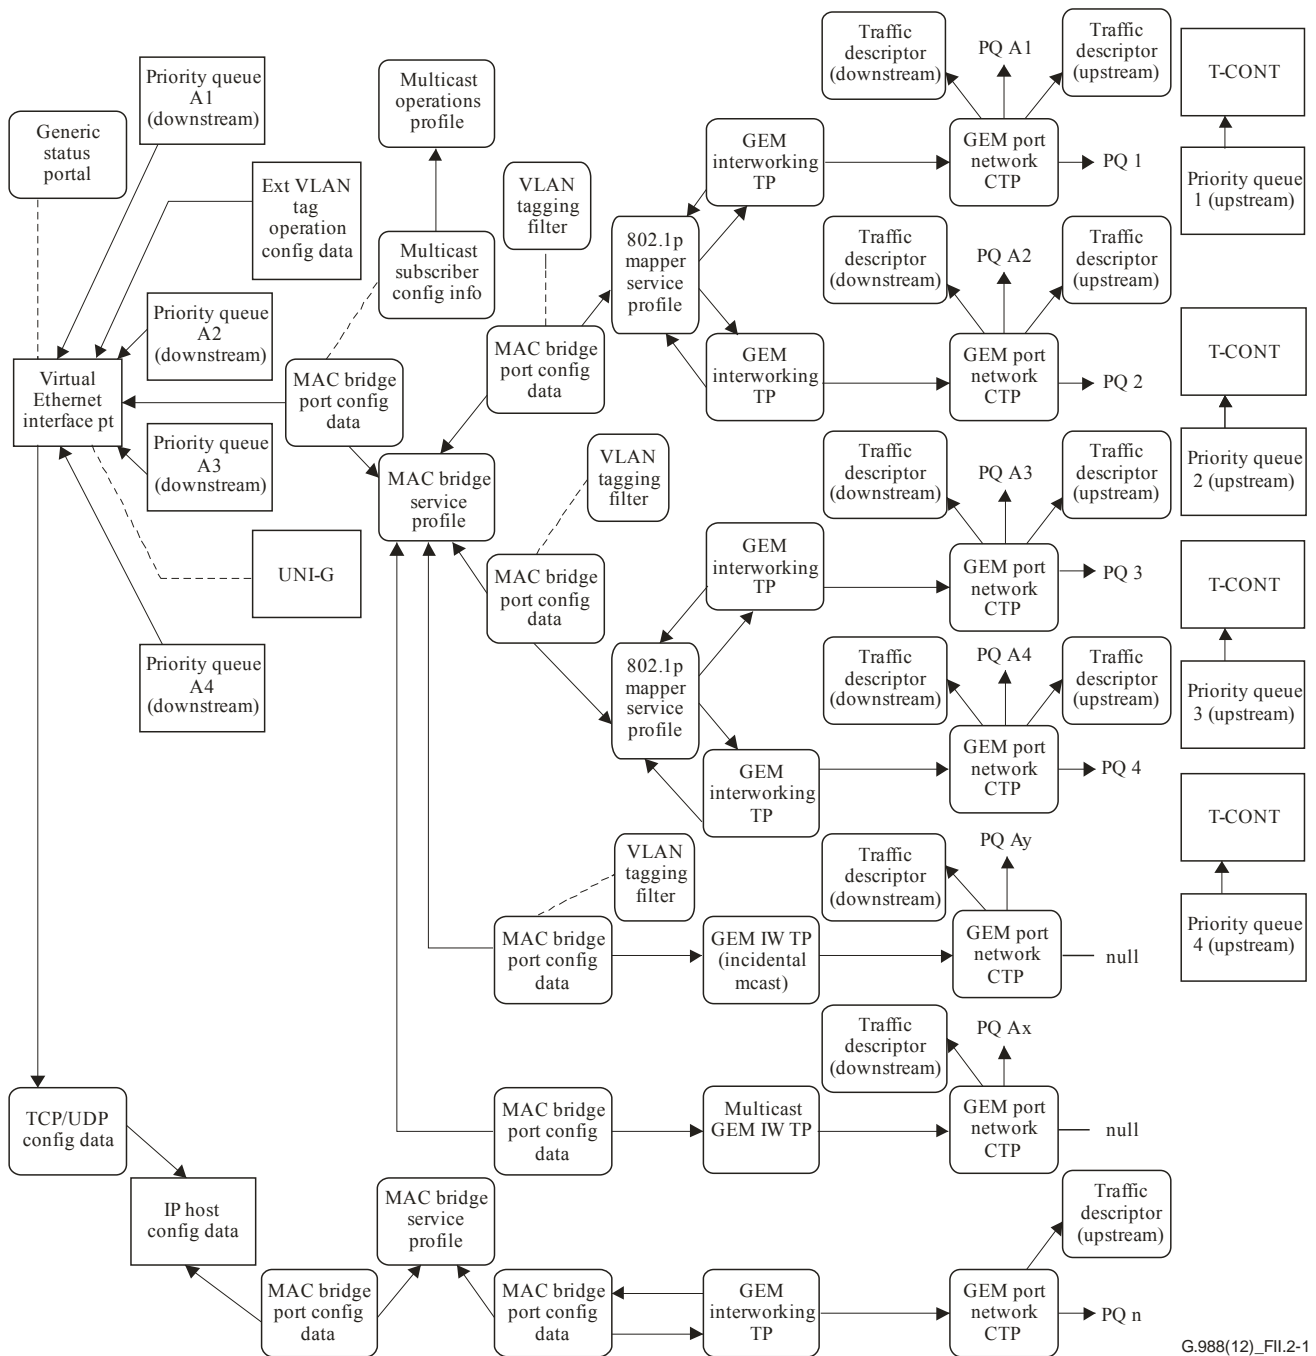 Traffic
descriptor
(downstream)
PQ A1
Traffic
descriptor
(upstream)
T-CONT
Priority queue
A1
(downstream)
Multicast
operations
profile
Generic
status
portal
GEM
interworking
TP
GEM port
network
CTP
PQ 1
Priority queue
1 (upstream)
Ext VLAN
tag
operation
config data
VLAN
tagging
filter
Multicast
subscriber
config info
802.1p
mapper
service
profile
Traffic
descriptor
(downstream)
PQ A2
Traffic
descriptor
(upstream)
Priority queue
A2
(downstream)
MAC bridge
port config
data
GEM
interworking
TP
GEM port
network
CTP
PQ 2
T-CONT
Virtual
Ethernet
interface pt
MAC bridge
port config
data
Priority queue
A3
(downstream)
MAC bridge
service
profile
VLAN
tagging
filter
Traffic
descriptor
(downstream)
PQ A3
Traffic
descriptor
(upstream)
Priority queue
2 (upstream)
UNI-G
MAC bridge
port config
data
GEM
interworking
TP
GEM port
network
CTP
PQ 3
T-CONT
Priority queue
A4
(downstream)
802.1p
mapper
service
profile
Traffic
descriptor
(downstream)
PQ A4
Traffic
descriptor
(upstream)
Priority queue
3 (upstream)
GEM
interworking
TP
GEM port
network
CTP
PQ 4
T-CONT
VLAN
tagging
filter
Traffic
descriptor
(downstream)
PQ Ay
MAC bridge
port config
data
GEM IW TP
(incidental
mcast)
GEM port
network
CTP
null
Priority queue
4 (upstream)
Traffic
descriptor
(downstream)
PQ Ax
TCP/UDP
config data
MAC bridge
port config
data
Multicast
GEM IW TP
GEM port
network
CTP
null
IP host
config data
MAC bridge
service
profile
Traffic
descriptor
(upstream)
MAC bridge
port config
data
MAC bridge
port config
data
GEM
interworking
TP
GEM port
network
CTP
PQ n
G.988(12)_FII.2-1